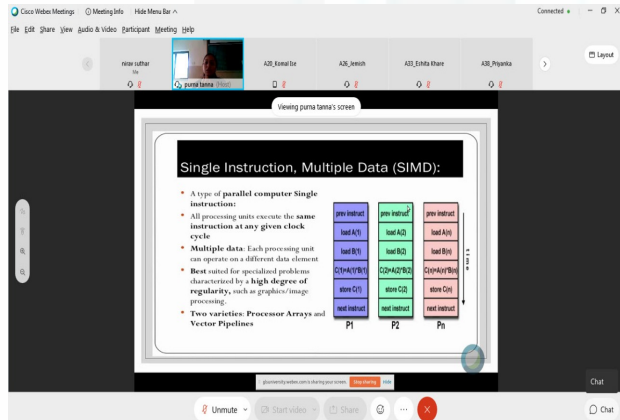 Cisco Webex Meetings Meeting Info Hide Menu Bar Connected
File Edit Share View Audio & Video Participant Meeting Help
Layout
nirav suthar
Me
purna tanna (Host)
A20_Komal Ixe
A26_Jemish
A33_Eshita Khare
A38_Priyanka
Viewing purna tanna's screen
Single Instruction, Multiple Data (SIMD):
• A type of parallel computer Single
instruction:
• All processing units execute the same
instruction at any given clock
cycle
• Multiple data: Each processing unit
can operate on a different data element
• Best suited for specialized problems
characterized by a high degree of
regularity, such as graphics/image
processing.
• Two varieties: Processor Arrays and
Vector Pipelines
prev instruct prev instruct prev instruct
load A(1) load A(2) load A(n)
load B(1) load B(2) load B(n)
C(1)=A(1)*B(1) C(2)=A(2)*B(2) C(n)=A(n)*B(n)
store C(1) store C(2) store C(n)
next instruct next instruct next instruct
P1 P2 Pn
time
Stop sharing Hide
Chat
Unmute Start video Share Chat